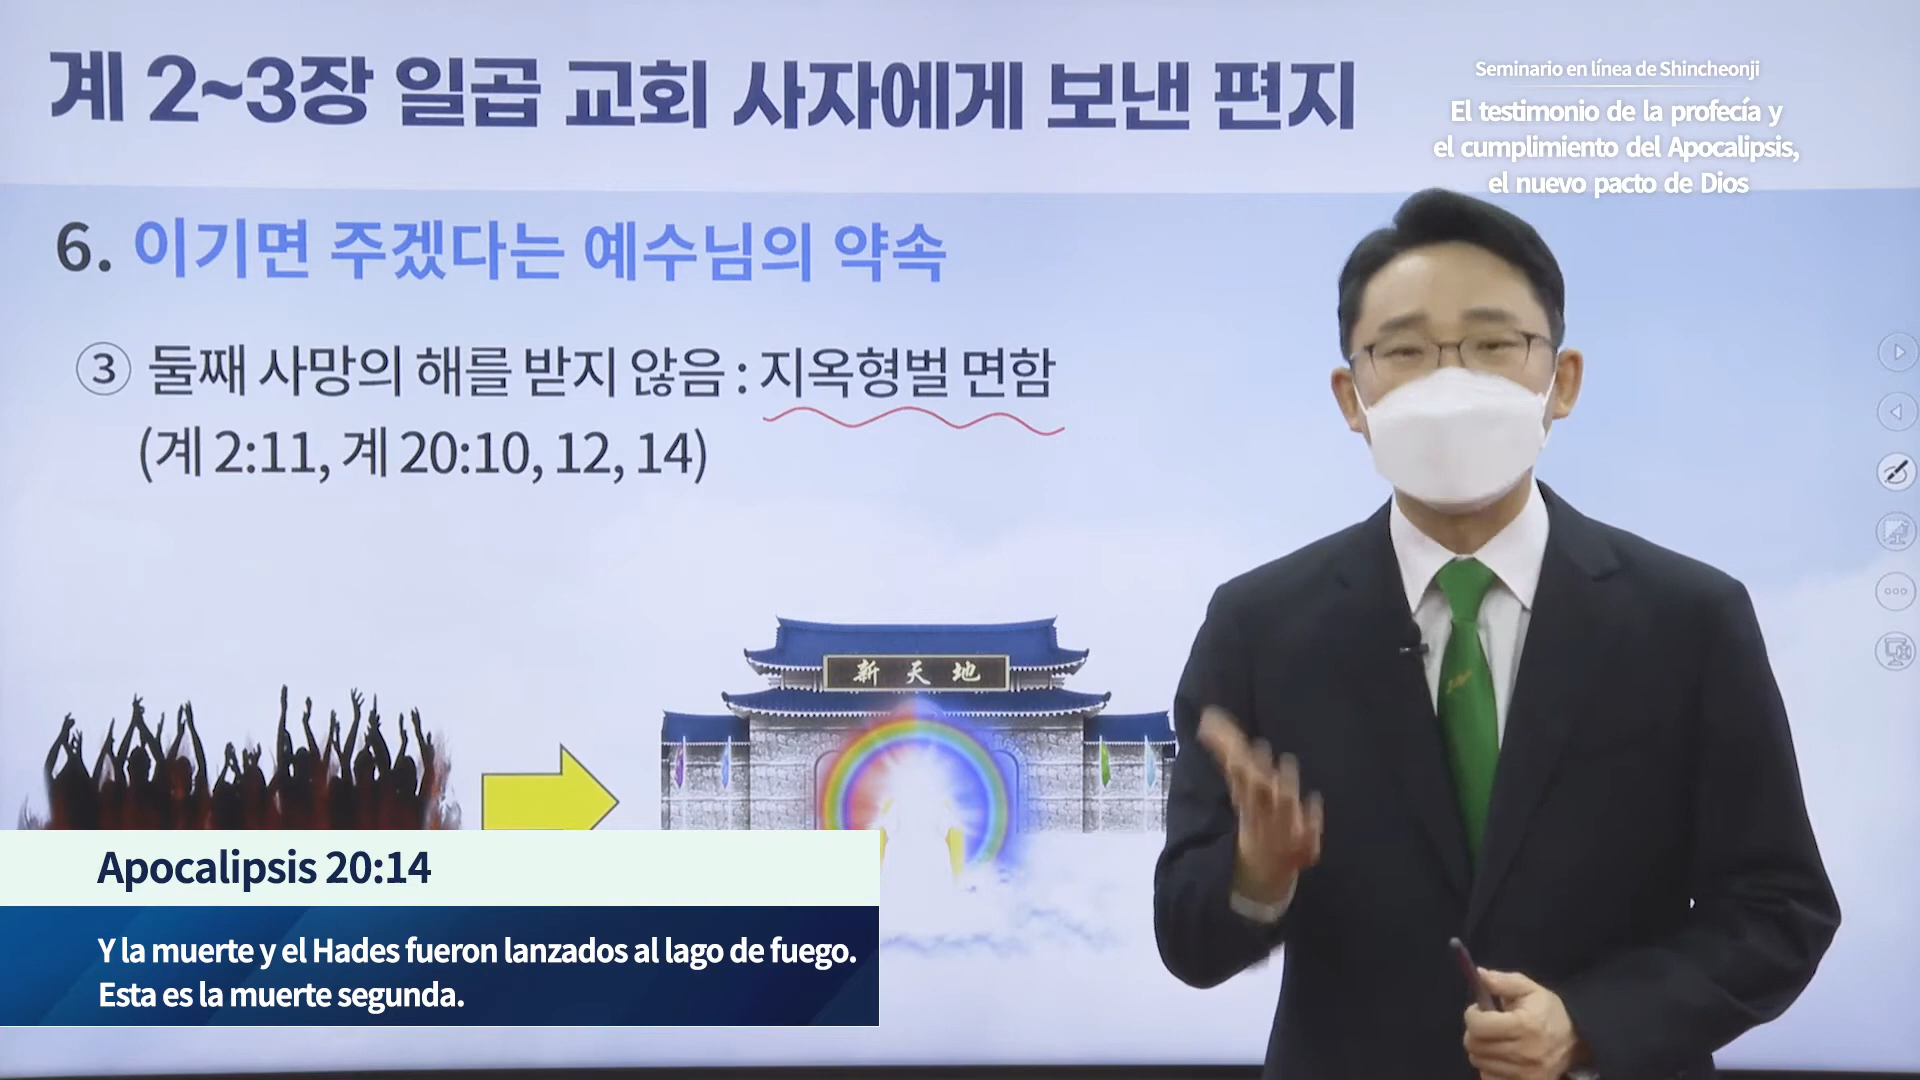 계 2~3장 일곱 교회 사자에게 보낸 편지
Seminario en línea de Shincheonji
El testimonio de la profecía y
el cumplimiento del Apocalipsis,
el nuevo pacto de Dios
6. 이기면 주겠다는 예수님의 약속
③ 둘째 사망의 해를 받지 않음 : 지옥형벌 면함
(계 2:11, 계 20:10, 12, 14)
新天地
Apocalipsis 20:14
Y la muerte y el Hades fueron lanzados al lago de fuego.
Esta es la muerte segunda.